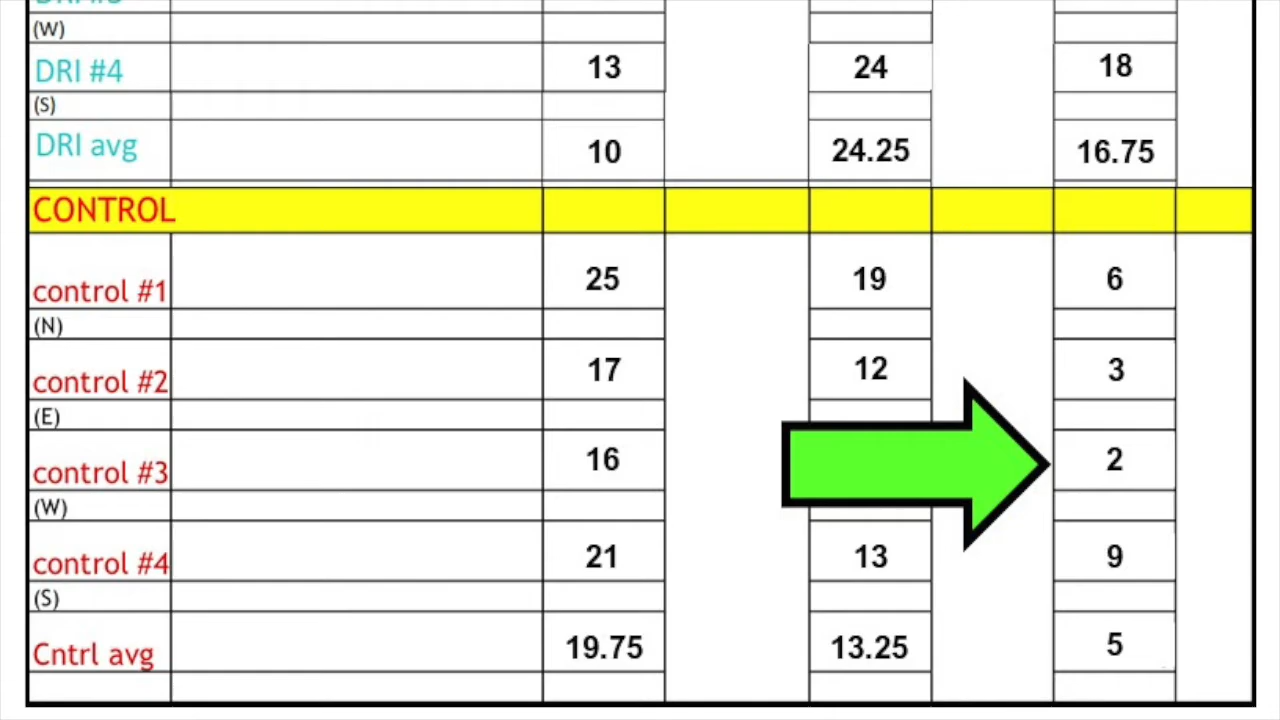 (W)
DRI #4 13 24 18
(S)
DRI avg 10 24.25 16.75
CONTROL
control #1 25 19 6
(N)
control #2 17 12 3
(E)
control #3 16 2
(W)
control #4 21 13 9
(S)
Cntrl avg 19.75 13.25 5